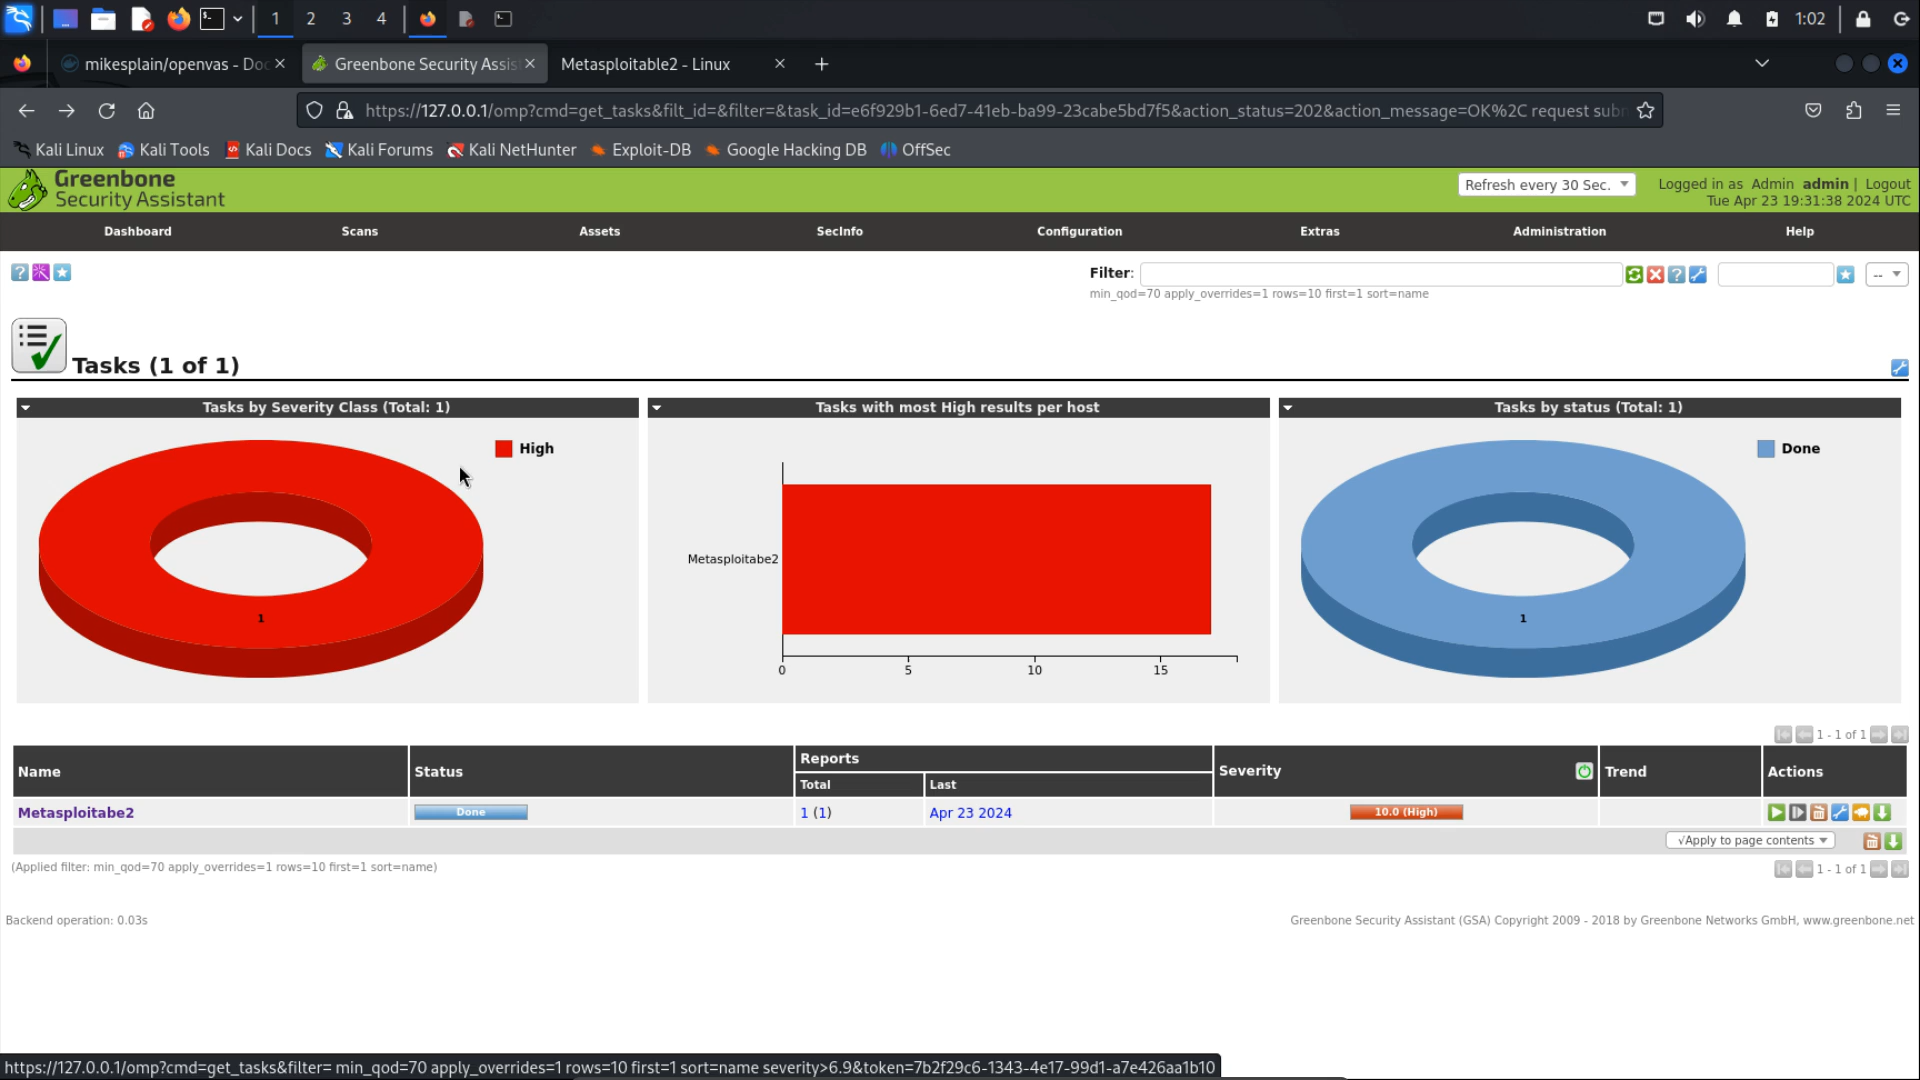 1 2 3 4 1:02
mikesplain/openvas - Doc
Greenbone Security Assis
Metasploitable2 - Linux
https://127.0.0.1/omp?cmd=get_tasks&filt_id=&filter=&task_id=e6f929b1-6ed7-41eb-ba99-23cabe5bd7f5&action_status=202&action_message=OK%2C request subm
Kali Linux Kali Tools Kali Docs Kali Forums Kali NetHunter Exploit-DB Google Hacking DB OffSec
Greenbone
Security Assistant
Refresh every 30 Sec.
Logged in as Admin admin | Logout
Tue Apr 23 19:31:38 2024 UTC
Dashboard Scans Assets SecInfo Configuration Extras Administration Help
Filter:
--
min_qod=70 apply_overrides=1 rows=10 first=1 sort=name
Tasks (1 of 1)
Tasks by Severity Class (Total: 1)
High
1
Tasks with most High results per host
Metasploitabe2
0 5 10 15
Tasks by status (Total: 1)
Done
1
1 - 1 of 1
Name Status Reports Severity Trend Actions
Total Last
Metasploitabe2 Done 1 (1) Apr 23 2024 10.0 (High)
√Apply to page contents
(Applied filter: min_qod=70 apply_overrides=1 rows=10 first=1 sort=name)
1 - 1 of 1
Backend operation: 0.03s
Greenbone Security Assistant (GSA) Copyright 2009 - 2018 by Greenbone Networks GmbH, www.greenbone.net
https://127.0.0.1/omp?cmd=get_tasks&filter= min_qod=70 apply_overrides=1 rows=10 first=1 sort=name severity>6.9&token=7b2f29c6-1343-4e17-99d1-a7e426aa1b10